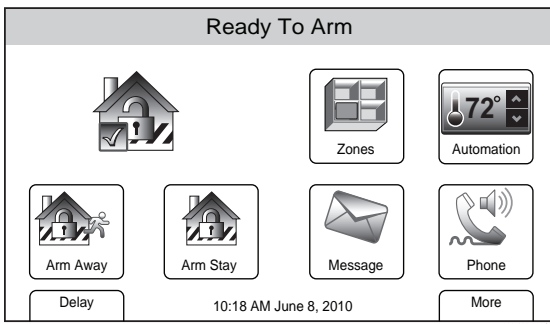 Ready To Arm
72°
Zones
Automation
Arm Away
Arm Stay
Message
Phone
Delay
10:18 AM June 8, 2010
More